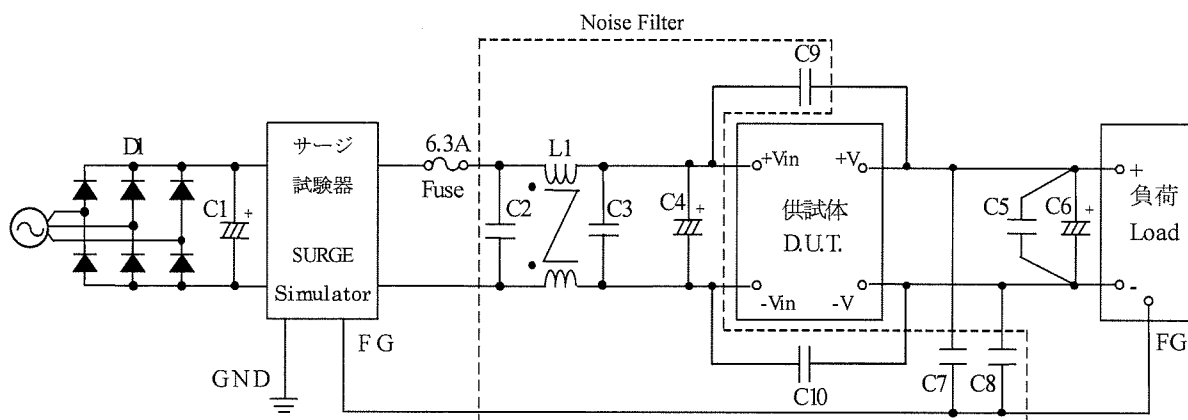 Noise Filter
C9
D1
サージ
試験器
SURGE
Simulator
6.3A
Fuse
L1
C1
+
C2
C3
C4
+
+Vin
+V
供試体
D.U.T.
-Vin
-V
C5
C6
+
+
負荷
Load
-
FG
GND
FG
C10
C7
C8